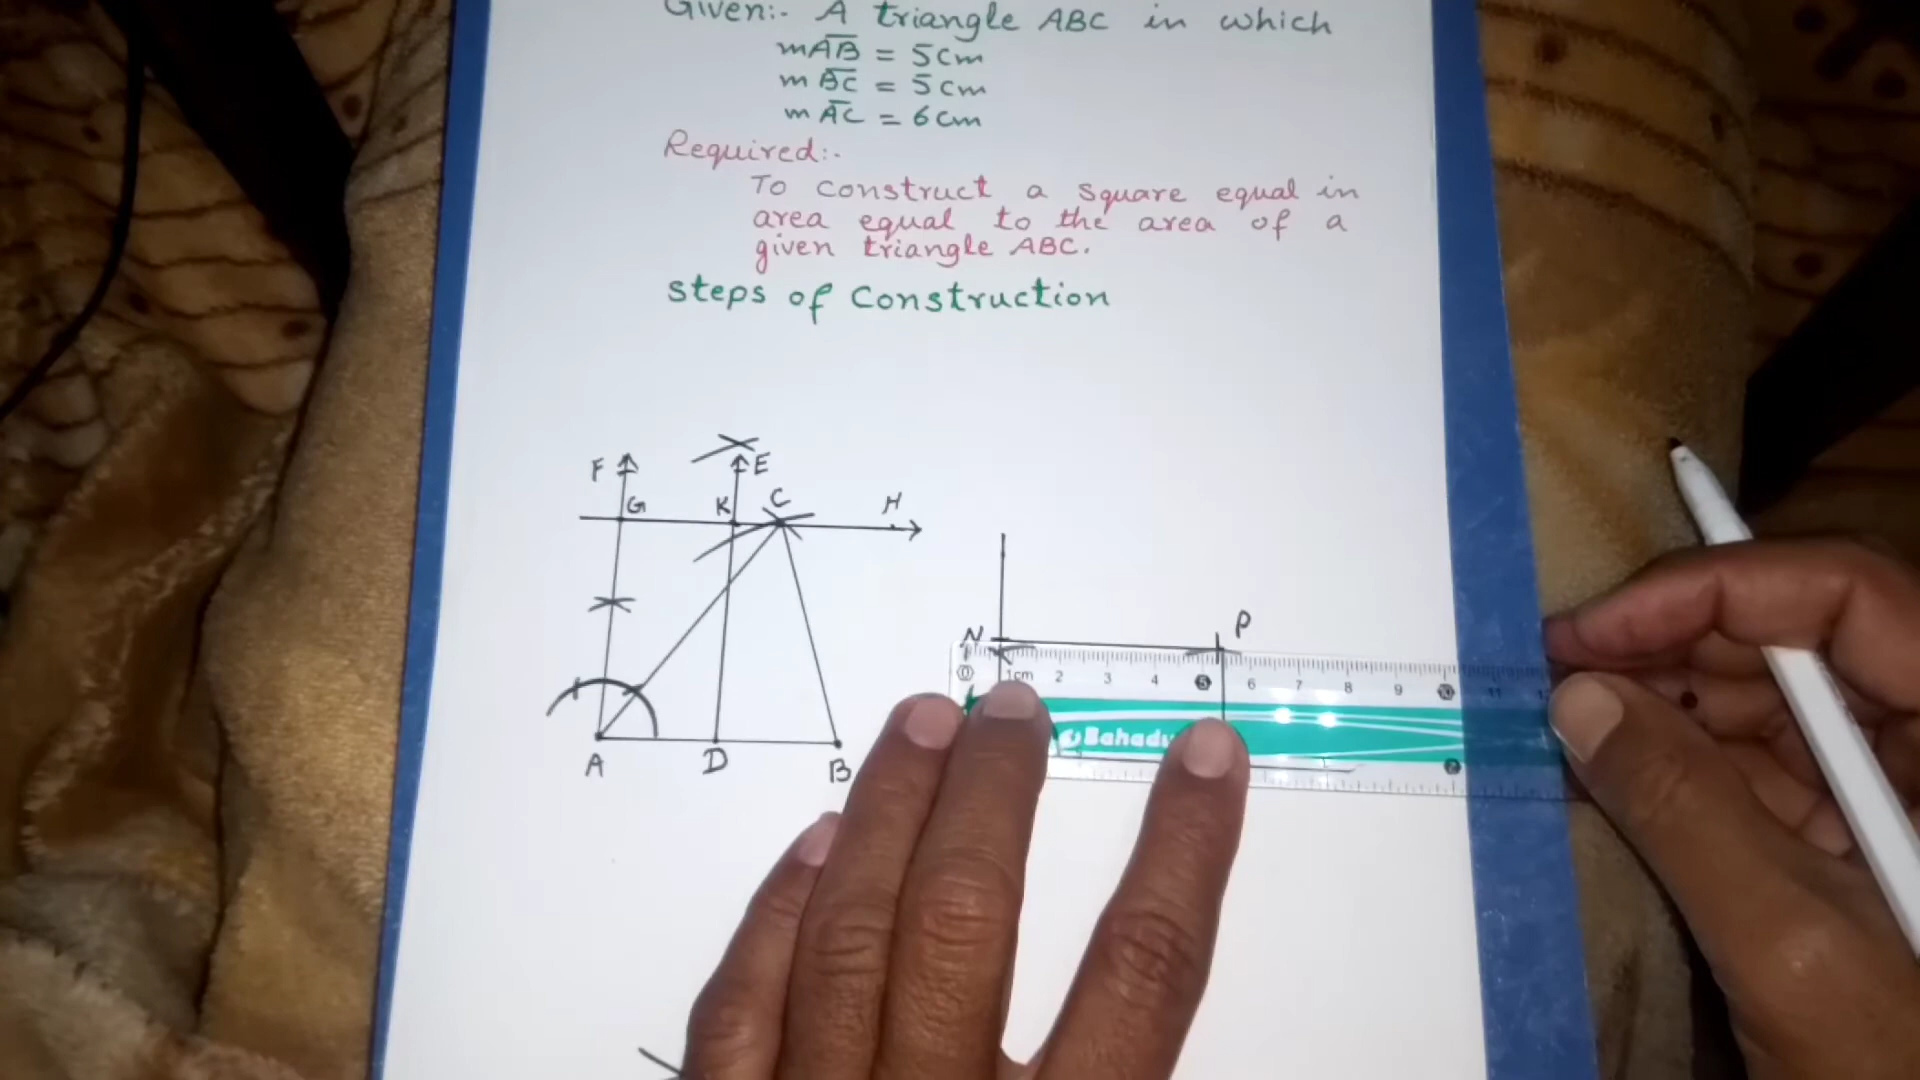 Given:- A triangle ABC in which
mAB = 5cm
mBC = 5cm
mAC = 6cm
Required:-
To construct a square equal in
area equal to the area of a
given triangle ABC.
Steps of Construction
F E
G K C H
N P
0 1cm 2 3 4 5 6 7 8 9 10 11
A D B